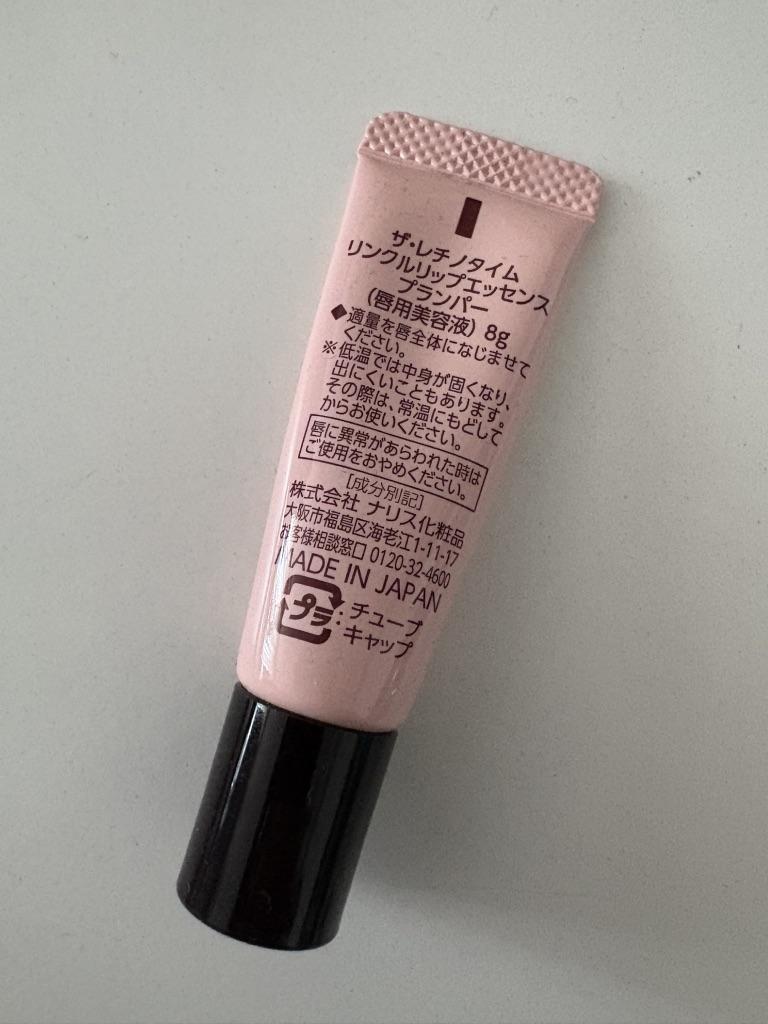 ザ・レチノタイム
リンクルリップエッセンス
プランパー
(唇用美容液) 8g
◆適量を唇全体になじませて
ください。
※低温では中身が固くなり、
出にくいこともあります。
その際は、常温にもどして
からお使いください。
唇に異常があらわれた時は
ご使用をおやめください。
[成分別記]
株式会社 ナリス化粧品
大阪市福島区海老江1-11-17
お客様相談窓口 0120-32-4600
MADE IN JAPAN
プラ : チューブ
キャップ